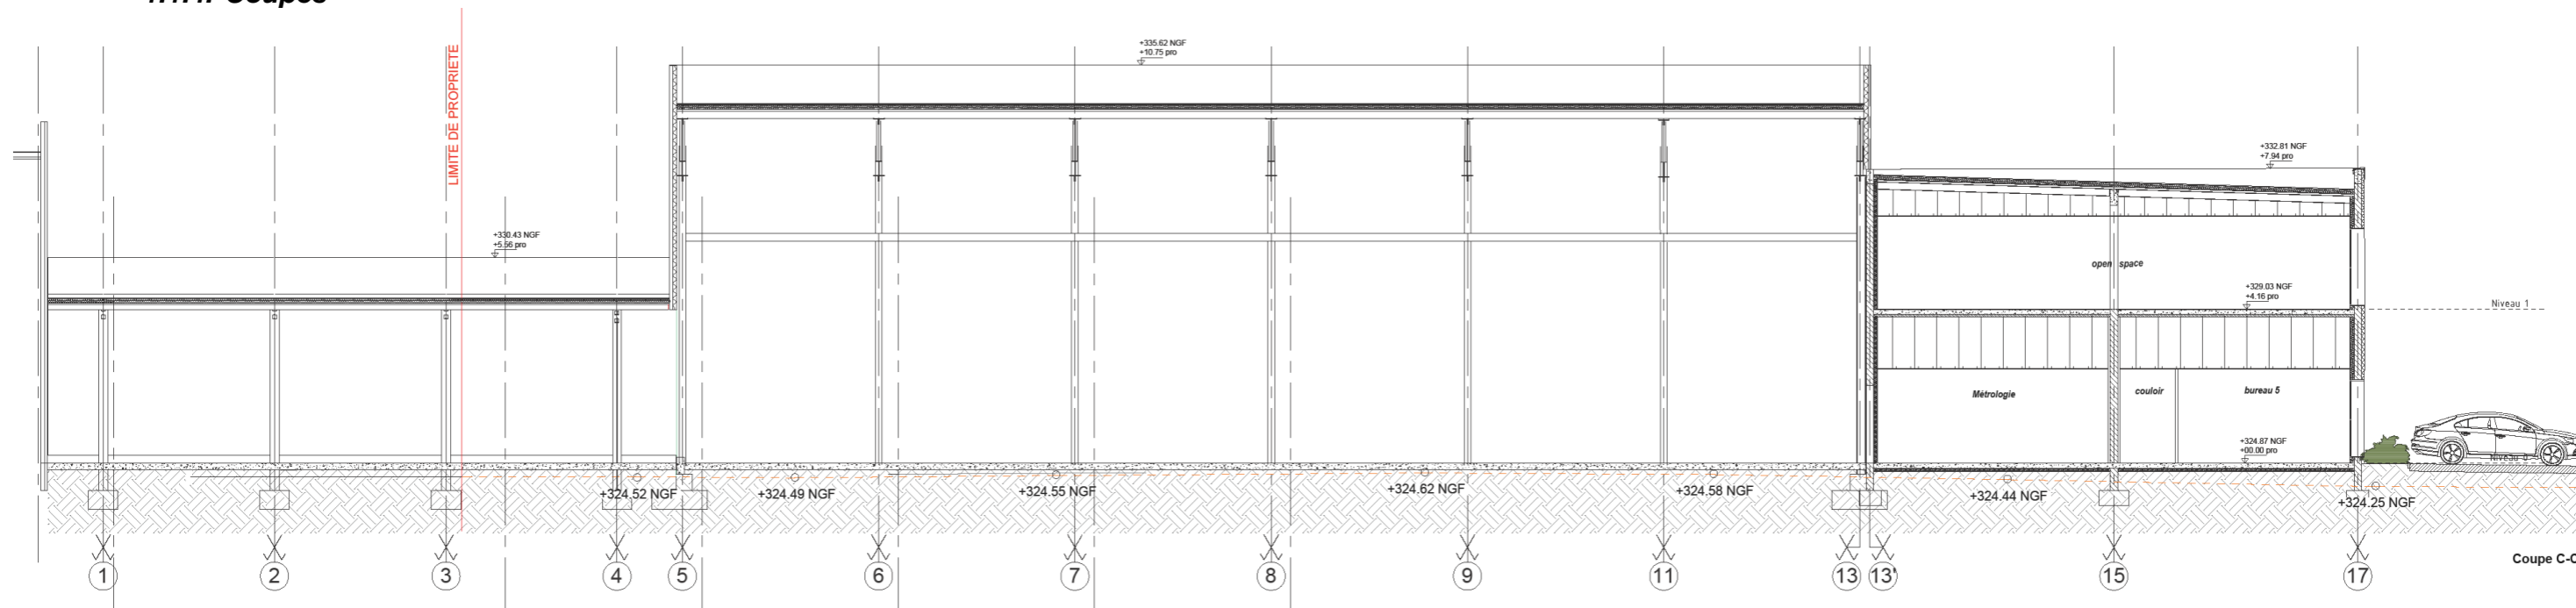 Coupes
LIMITE DE PROPRIETE
+335.62 NGF
+10.75 pro
+332.81 NGF
+7.94 pro
+330.43 NGF
+5.56 pro
open space
+329.03 NGF
+4.16 pro
Niveau 1
Métrologie
couloir
bureau 5
+324.87 NGF
+00.00 pro
+324.52 NGF
+324.49 NGF
+324.55 NGF
+324.62 NGF
+324.58 NGF
+324.44 NGF
+324.25 NGF
Coupe C-C
1
2
3
4
5
6
7
8
9
11
13
13'
15
17